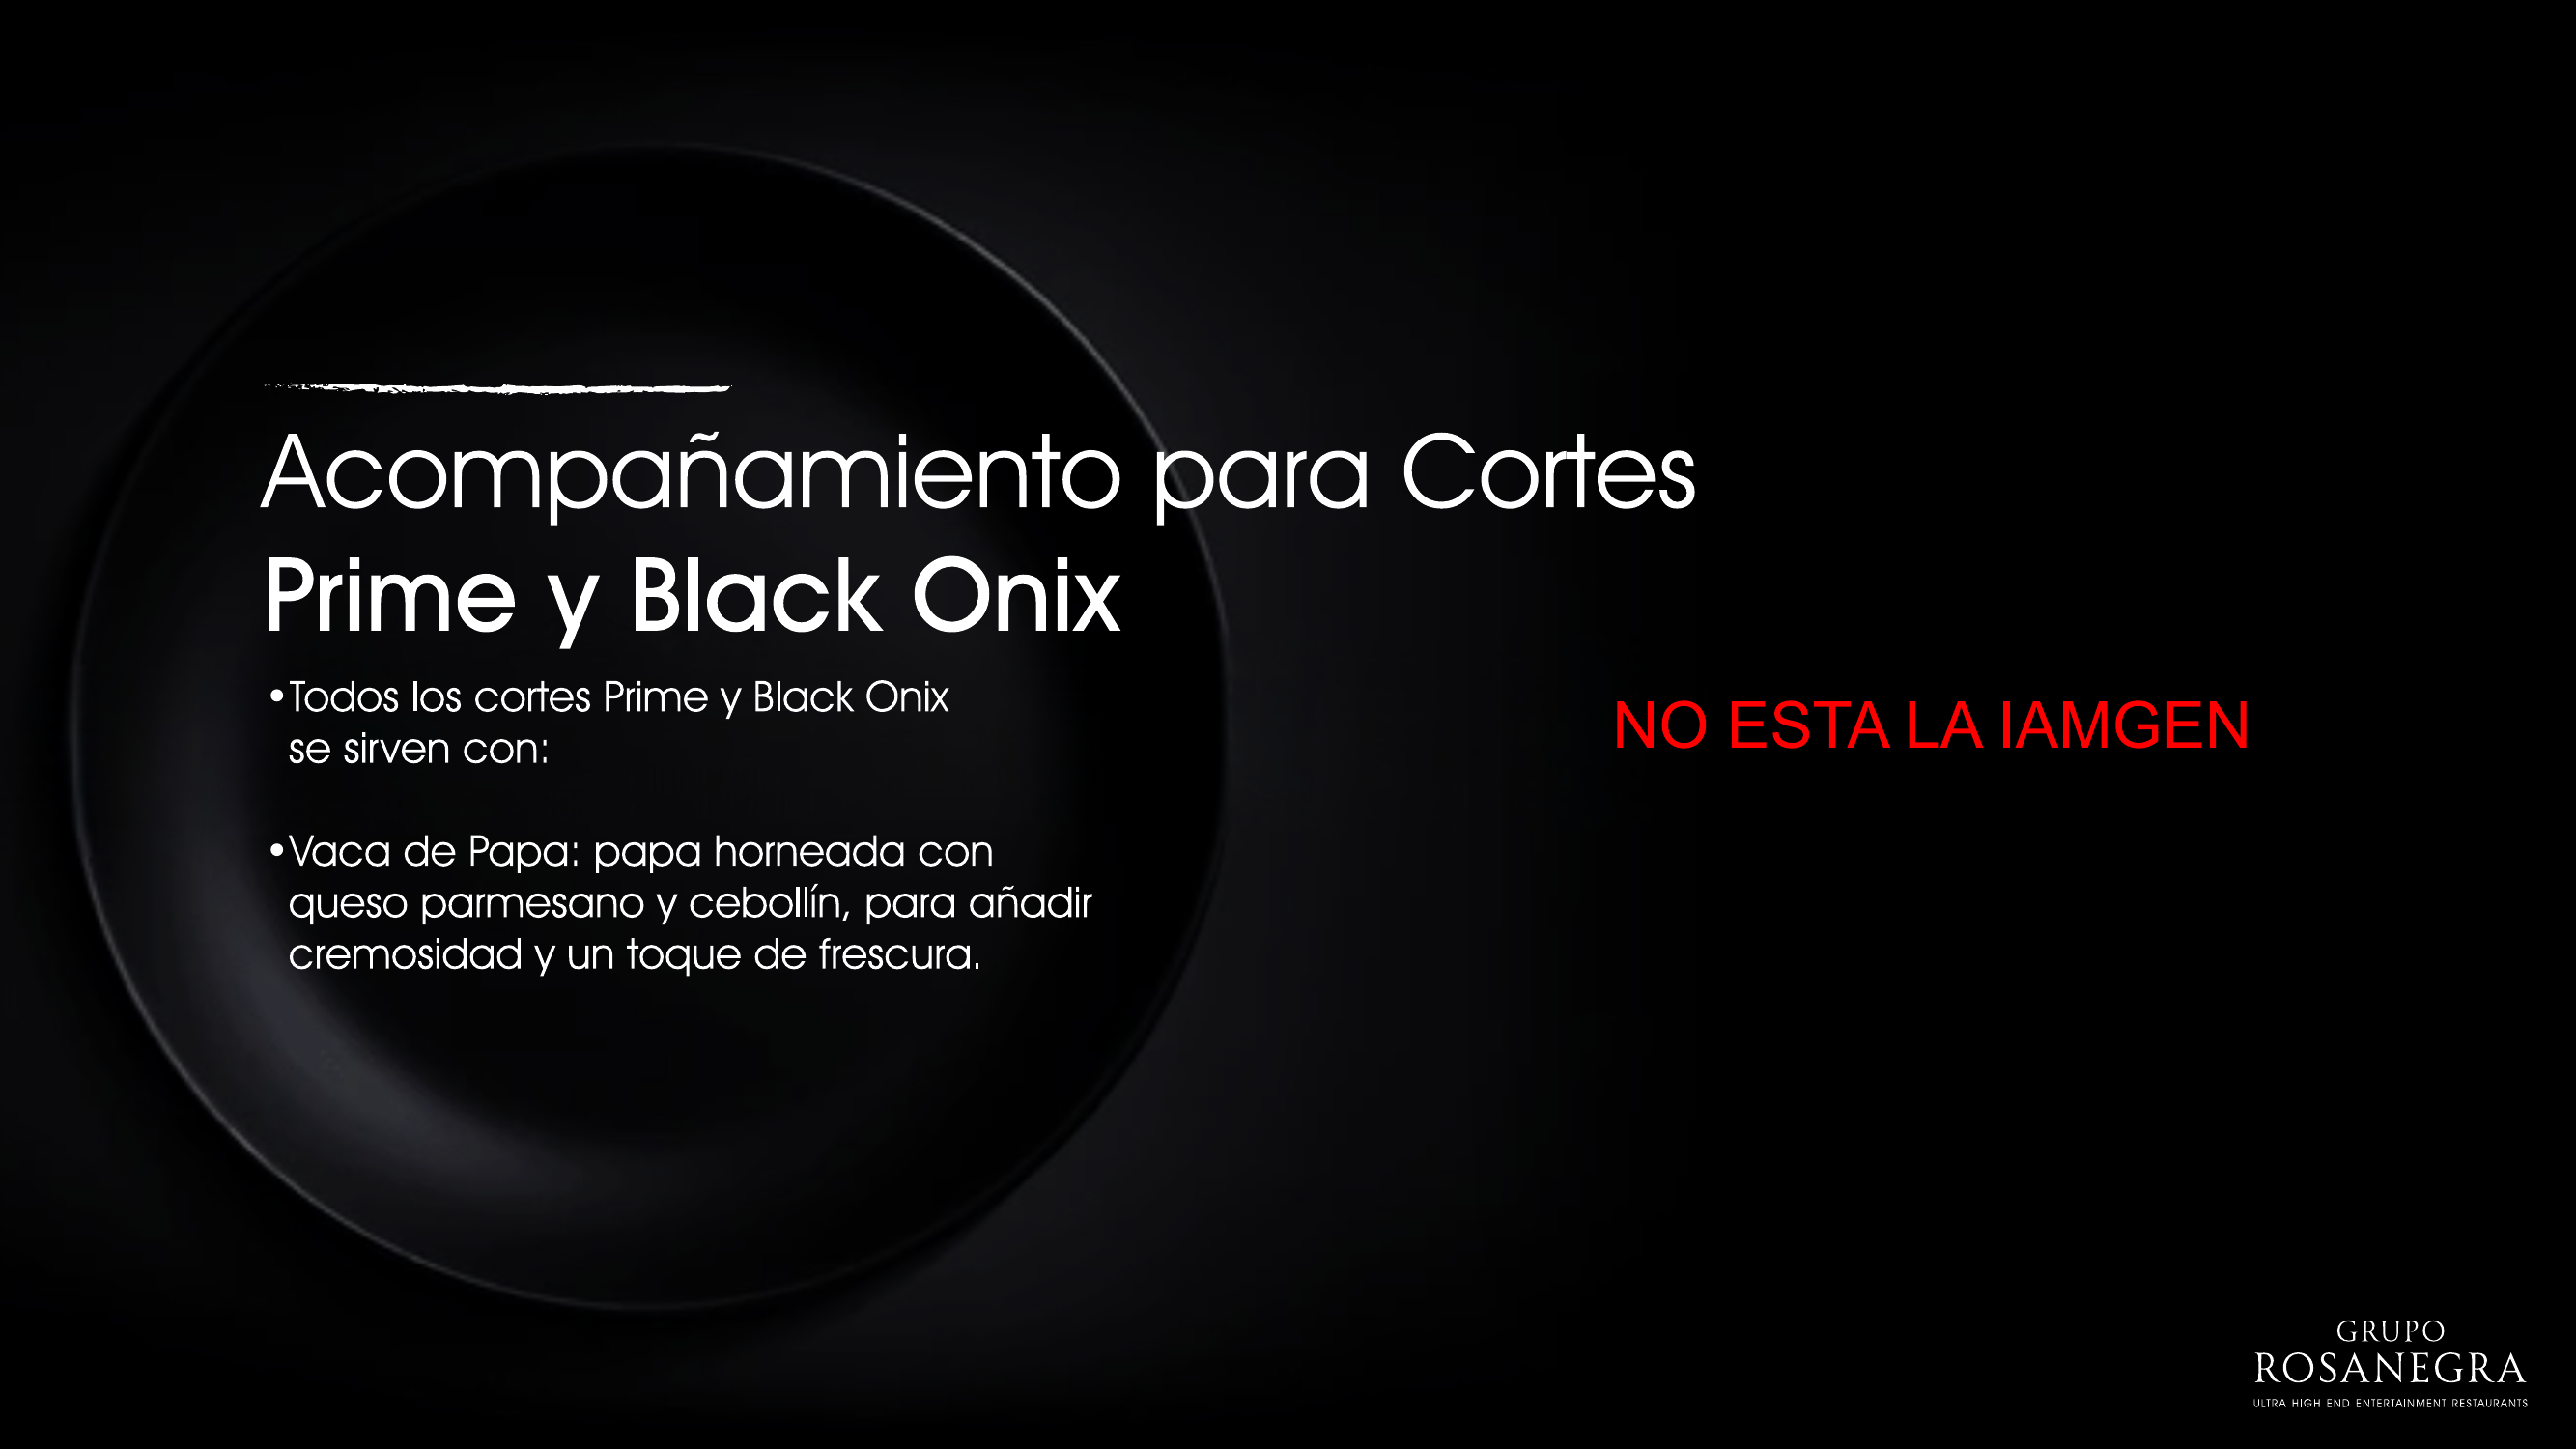 Acompañamiento para Cortes
Prime y Black Onix
•Todos los cortes Prime y Black Onix
se sirven con:
•Vaca de Papa: papa horneada con
queso parmesano y cebollín, para añadir
cremosidad y un toque de frescura.
NO ESTA LA IAMGEN
GRUPO
ROSANEGRA
ULTRA HIGH END ENTERTAINMENT RESTAURANTS